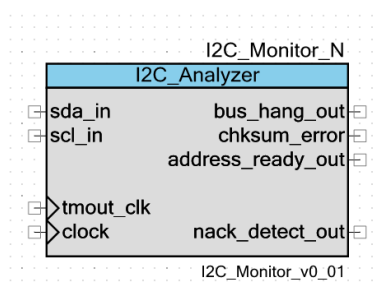 I2C_Monitor_N
I2C_Analyzer
sda_in bus_hang_out
scl_in chksum_error
address_ready_out
tmout_clk
clock nack_detect_out
I2C_Monitor_v0_01